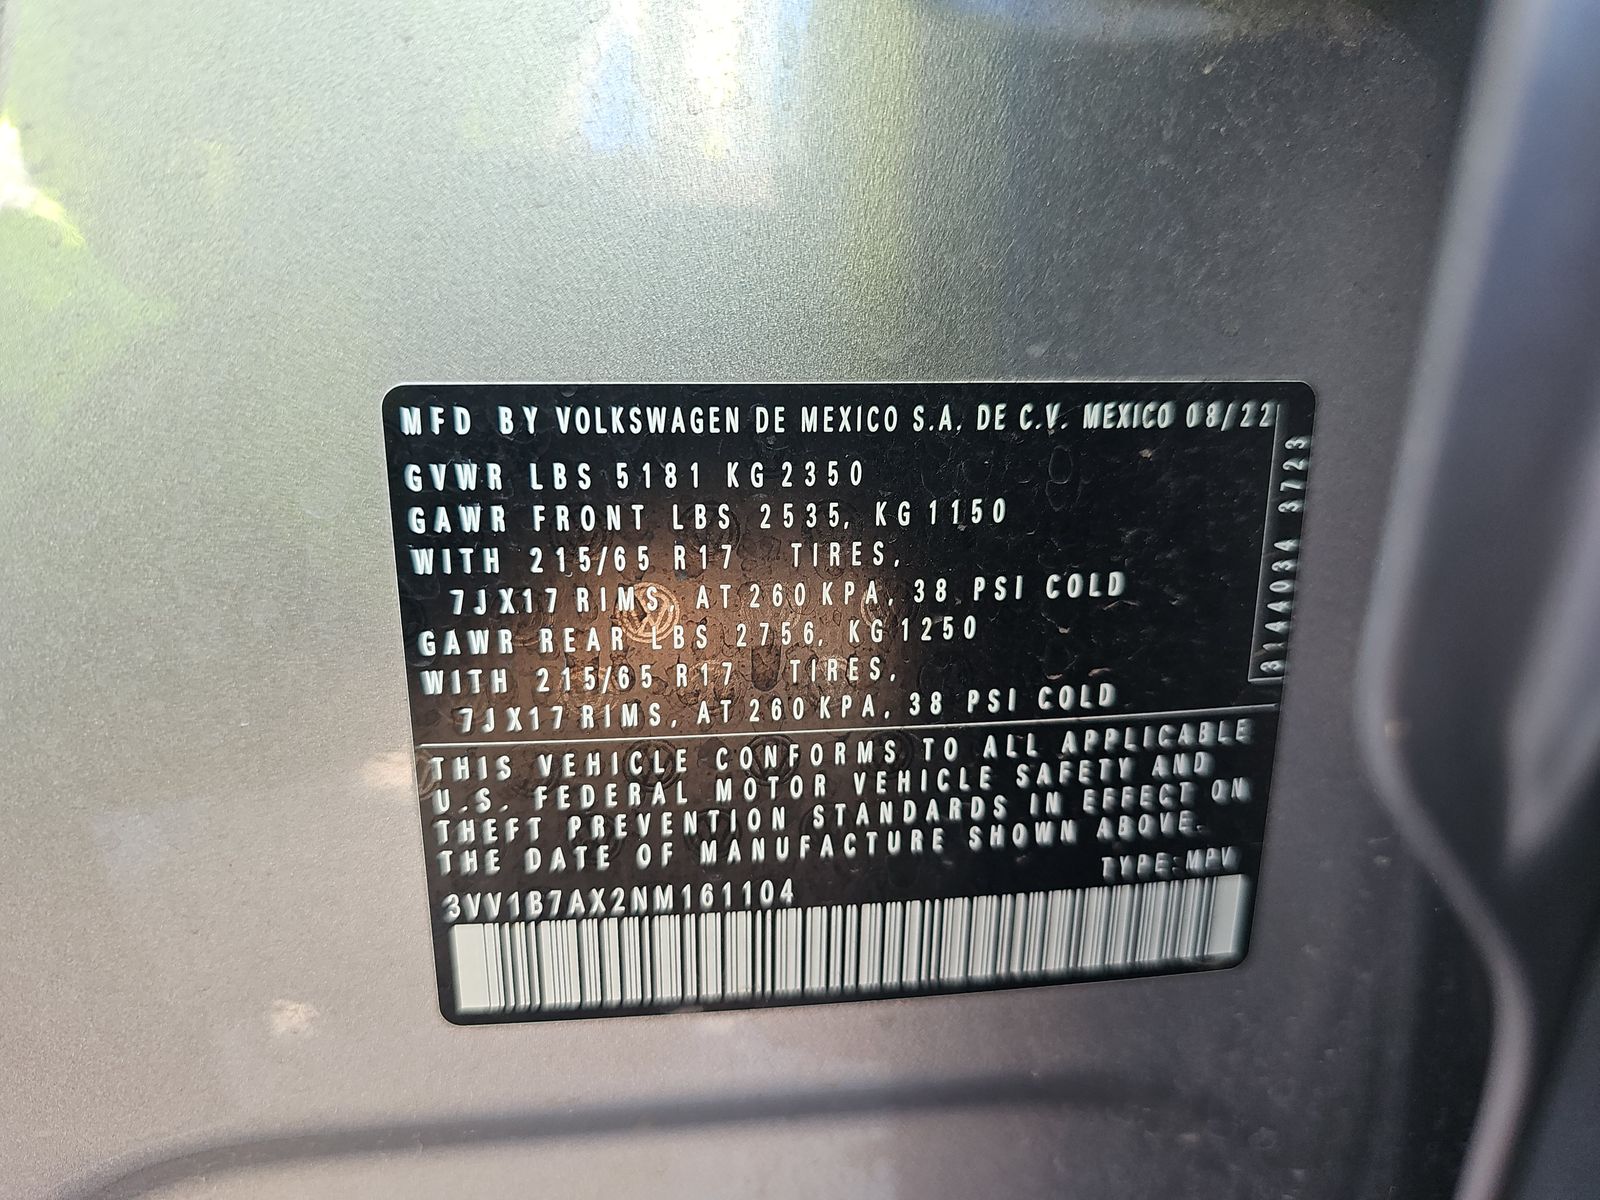 MFD BY VOLKSWAGEN DE MEXICO S.A. DE C.V. MEXICO 08/22
GVWR LBS 5181 KG 2350
GAWR FRONT LBS 2535, KG 1150
WITH 215/65 R17 TIRES,
7JX17 RIMS, AT 260 KPA, 38 PSI COLD
GAWR REAR LBS 2756, KG 1250
WITH 215/65 R17 TIRES,
7JX17 RIMS, AT 260 KPA, 38 PSI COLD
THIS VEHICLE CONFORMS TO ALL APPLICABLE
U.S. FEDERAL MOTOR VEHICLE SAFETY AND
THEFT PREVENTION STANDARDS IN EFFECT ON
THE DATE OF MANUFACTURE SHOWN ABOVE.
TYPE: MPV
3VV1B7AX2NM161104
31AA034 3723